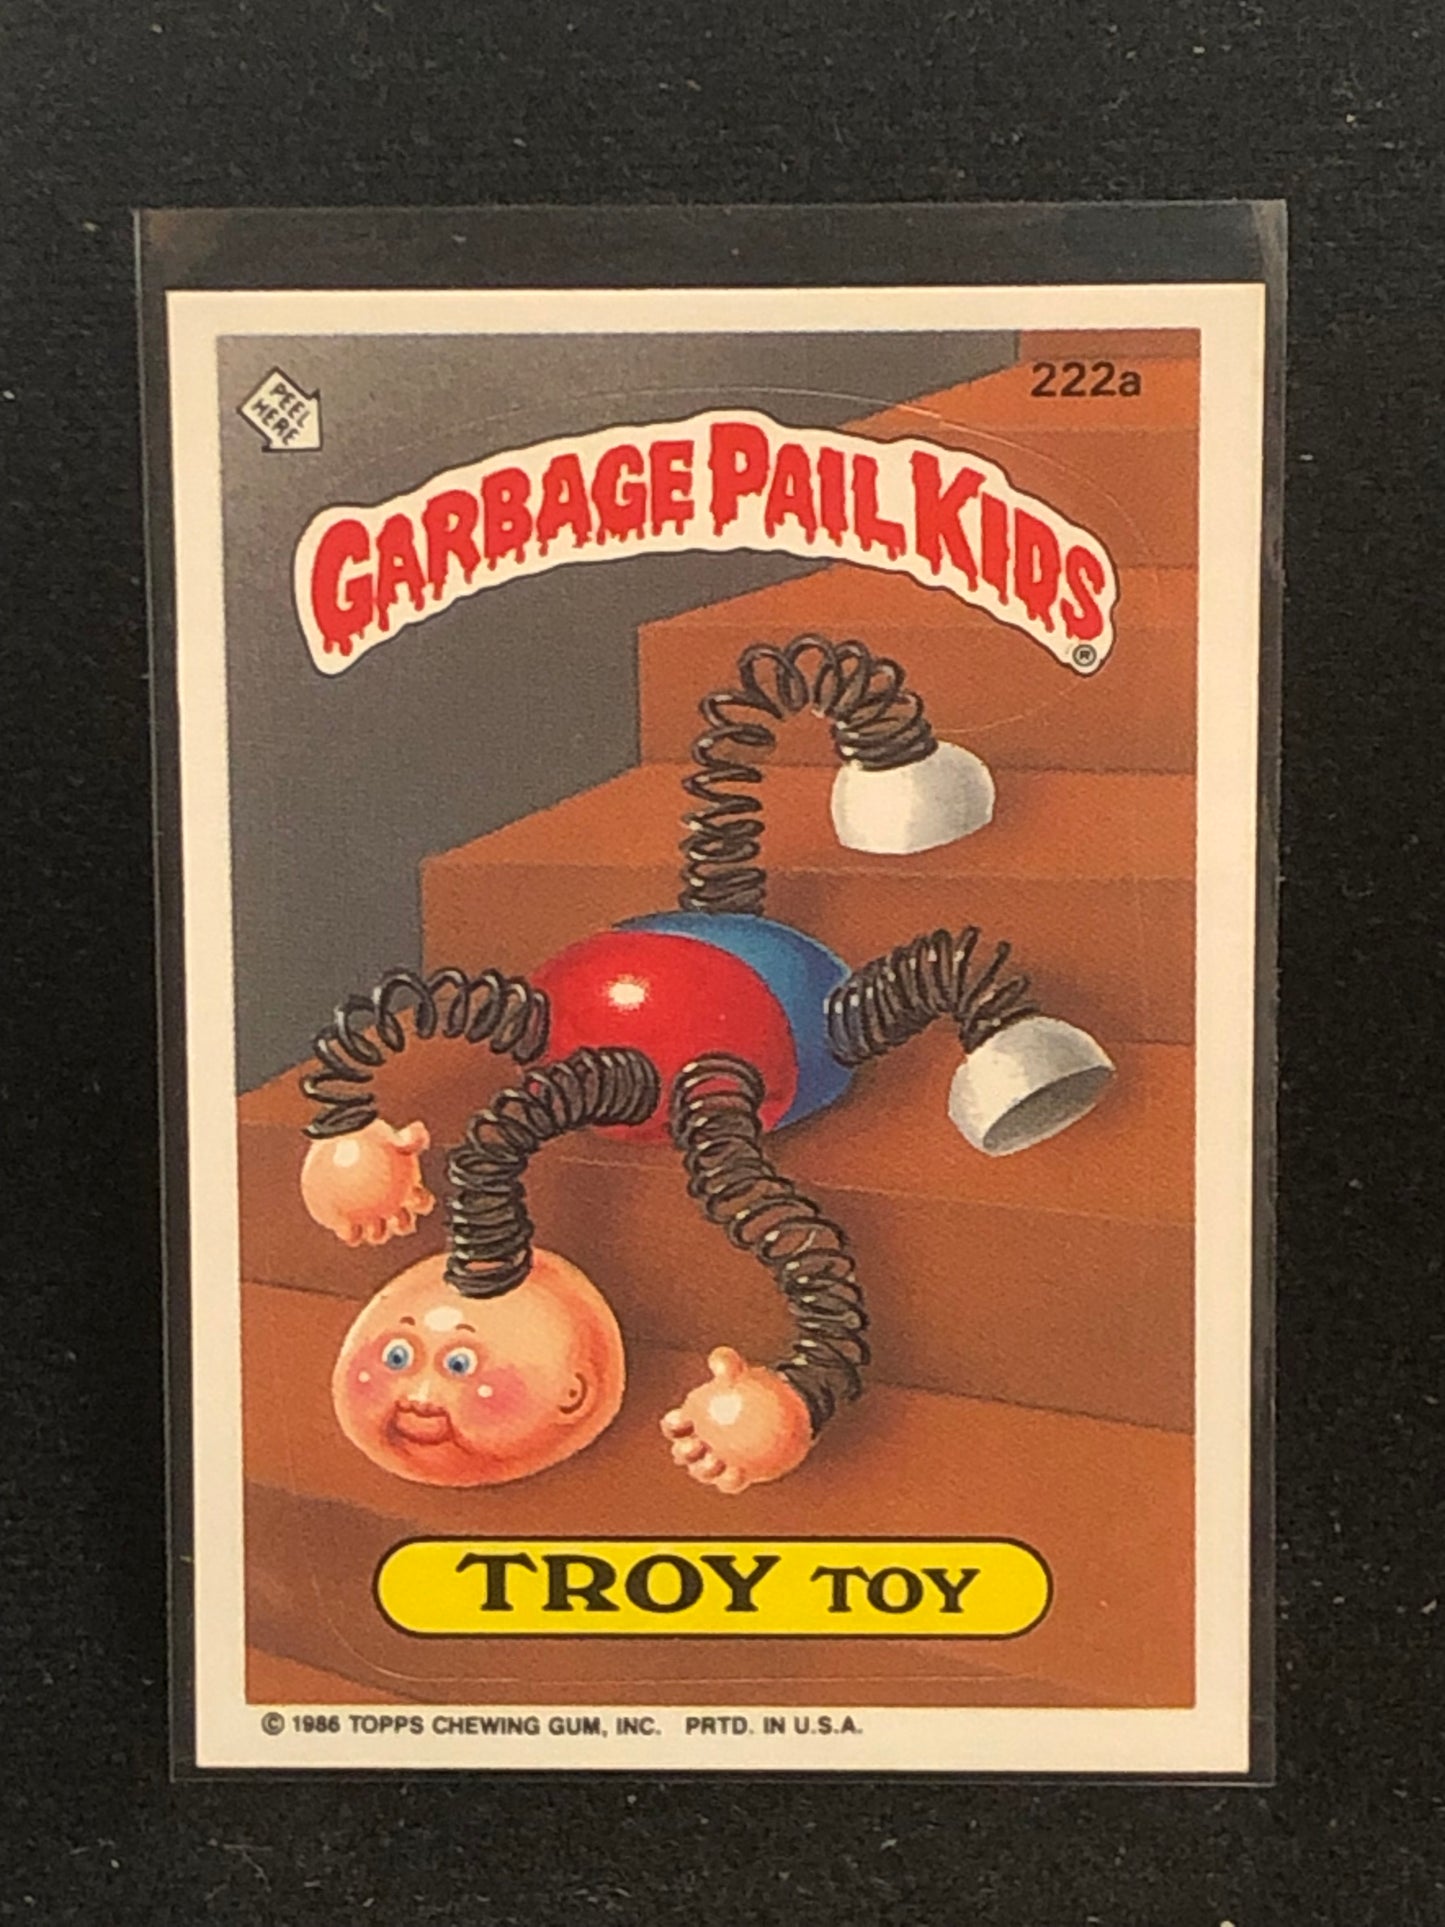 222a
PEEL
HERE
GARBAGE PAIL KIDS
®
TROY TOY
© 1986 TOPPS CHEWING GUM, INC. PRTD. IN U.S.A.